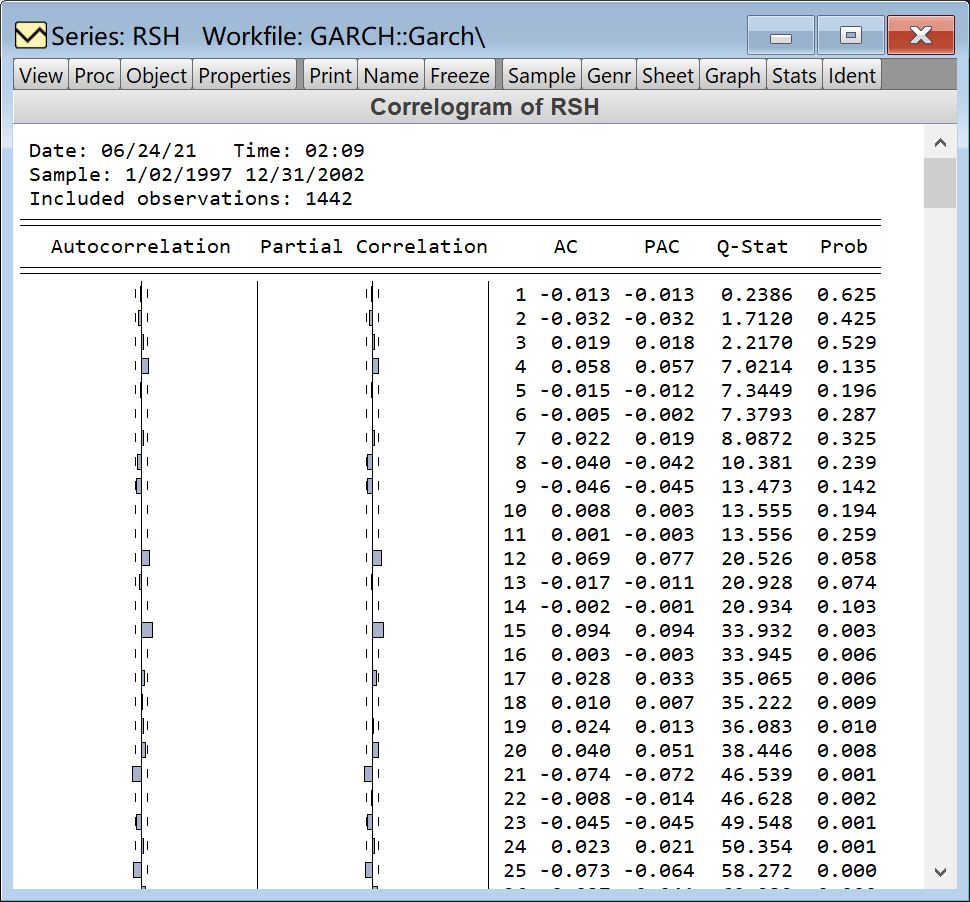 Series: RSH Workfile: GARCH::Garch\
View Proc Object Properties Print Name Freeze Sample Genr Sheet Graph Stats Ident
Correlogram of RSH
Date: 06/24/21 Time: 02:09
Sample: 1/02/1997 12/31/2002
Included observations: 1442
Autocorrelation Partial Correlation AC PAC Q-Stat Prob
1 -0.013 -0.013 0.2386 0.625
2 -0.032 -0.032 1.7120 0.425
3 0.019 0.018 2.2170 0.529
4 0.058 0.057 7.0214 0.135
5 -0.015 -0.012 7.3449 0.196
6 -0.005 -0.002 7.3793 0.287
7 0.022 0.019 8.0872 0.325
8 -0.040 -0.042 10.381 0.239
9 -0.046 -0.045 13.473 0.142
10 0.008 0.003 13.555 0.194
11 0.001 -0.003 13.556 0.259
12 0.069 0.077 20.526 0.058
13 -0.017 -0.011 20.928 0.074
14 -0.002 -0.001 20.934 0.103
15 0.094 0.094 33.932 0.003
16 0.003 -0.003 33.945 0.006
17 0.028 0.033 35.065 0.006
18 0.010 0.007 35.222 0.009
19 0.024 0.013 36.083 0.010
20 0.040 0.051 38.446 0.008
21 -0.074 -0.072 46.539 0.001
22 -0.008 -0.014 46.628 0.002
23 -0.045 -0.045 49.548 0.001
24 0.023 0.021 50.354 0.001
25 -0.073 -0.064 58.272 0.000